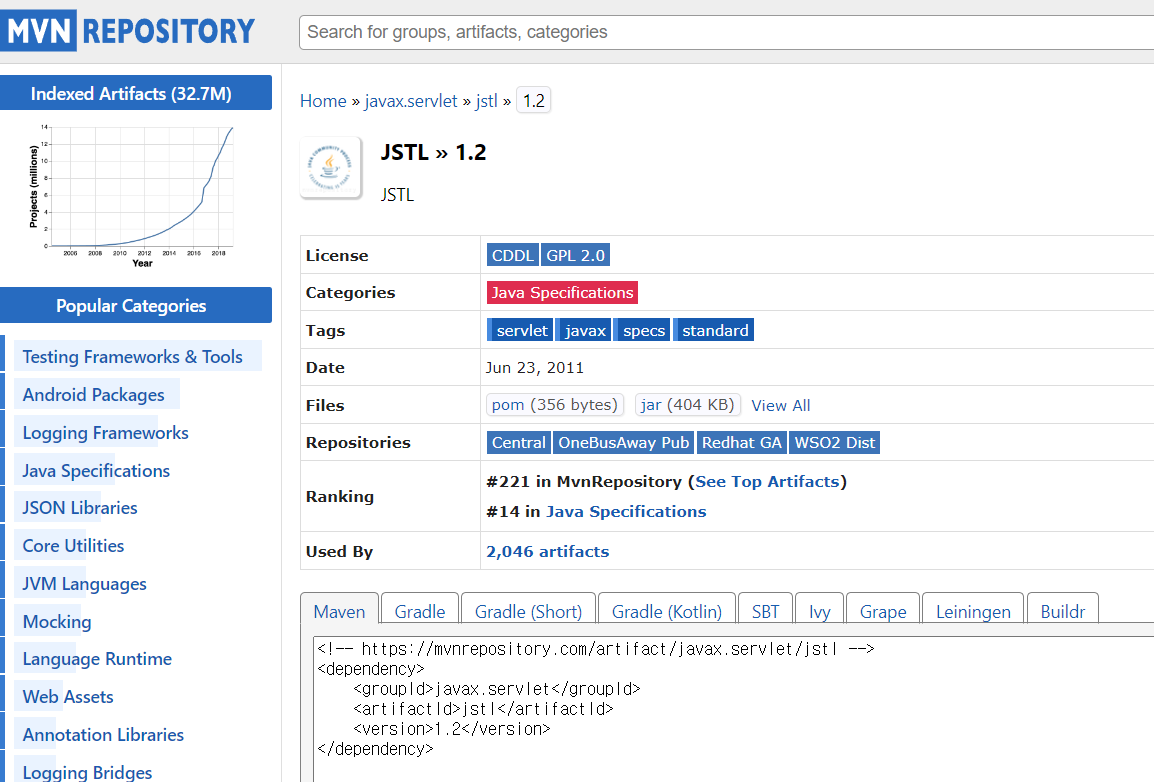 MVN REPOSITORY
Search for groups, artifacts, categories
Indexed Artifacts (32.7M)
Projects (millions)
14
12
10
8
6
4
2
0
2006 2008 2010 2012 2014 2016 2018
Year
Popular Categories
Testing Frameworks & Tools
Android Packages
Logging Frameworks
Java Specifications
JSON Libraries
Core Utilities
JVM Languages
Mocking
Language Runtime
Web Assets
Annotation Libraries
Logging Bridges
Home » javax.servlet » jstl » 1.2
JAVA COMMUNITY PROCESS
JSTL » 1.2
JSTL
License CDDL GPL 2.0
Categories Java Specifications
Tags servlet javax specs standard
Date Jun 23, 2011
Files pom (356 bytes) jar (404 KB) View All
Repositories Central OneBusAway Pub Redhat GA WSO2 Dist
Ranking
#221 in MvnRepository (See Top Artifacts)
#14 in Java Specifications
Used By 2,046 artifacts
Maven Gradle Gradle (Short) Gradle (Kotlin) SBT Ivy Grape Leiningen Buildr
<!-- https://mvnrepository.com/artifact/javax.servlet/jstl -->
<dependency>
    <groupId>javax.servlet</groupId>
    <artifactId>jstl</artifactId>
    <version>1.2</version>
</dependency>